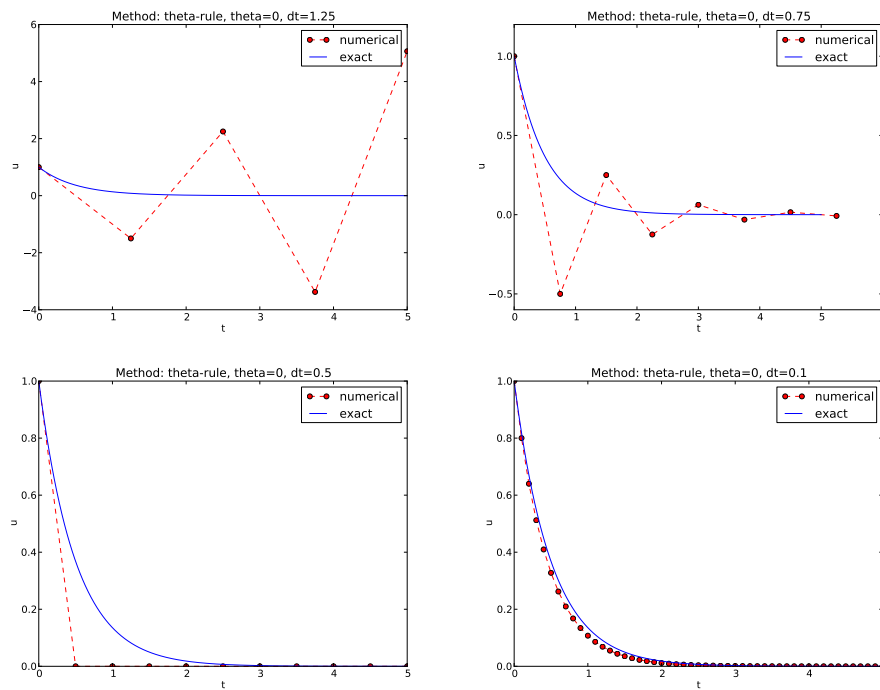 Method: theta-rule, theta=0, dt=1.25
6
4
2
0
−2
−4
u
0 1 2 3 4 5
t
numerical
exact
Method: theta-rule, theta=0, dt=0.75
1.0
0.5
0.0
−0.5
u
0 1 2 3 4 5
t
numerical
exact
Method: theta-rule, theta=0, dt=0.5
1.0
0.8
0.6
0.4
0.2
0.0
u
0 1 2 3 4 5
t
numerical
exact
Method: theta-rule, theta=0, dt=0.1
1.0
0.8
0.6
0.4
0.2
0.0
u
0 1 2 3 4
t
numerical
exact